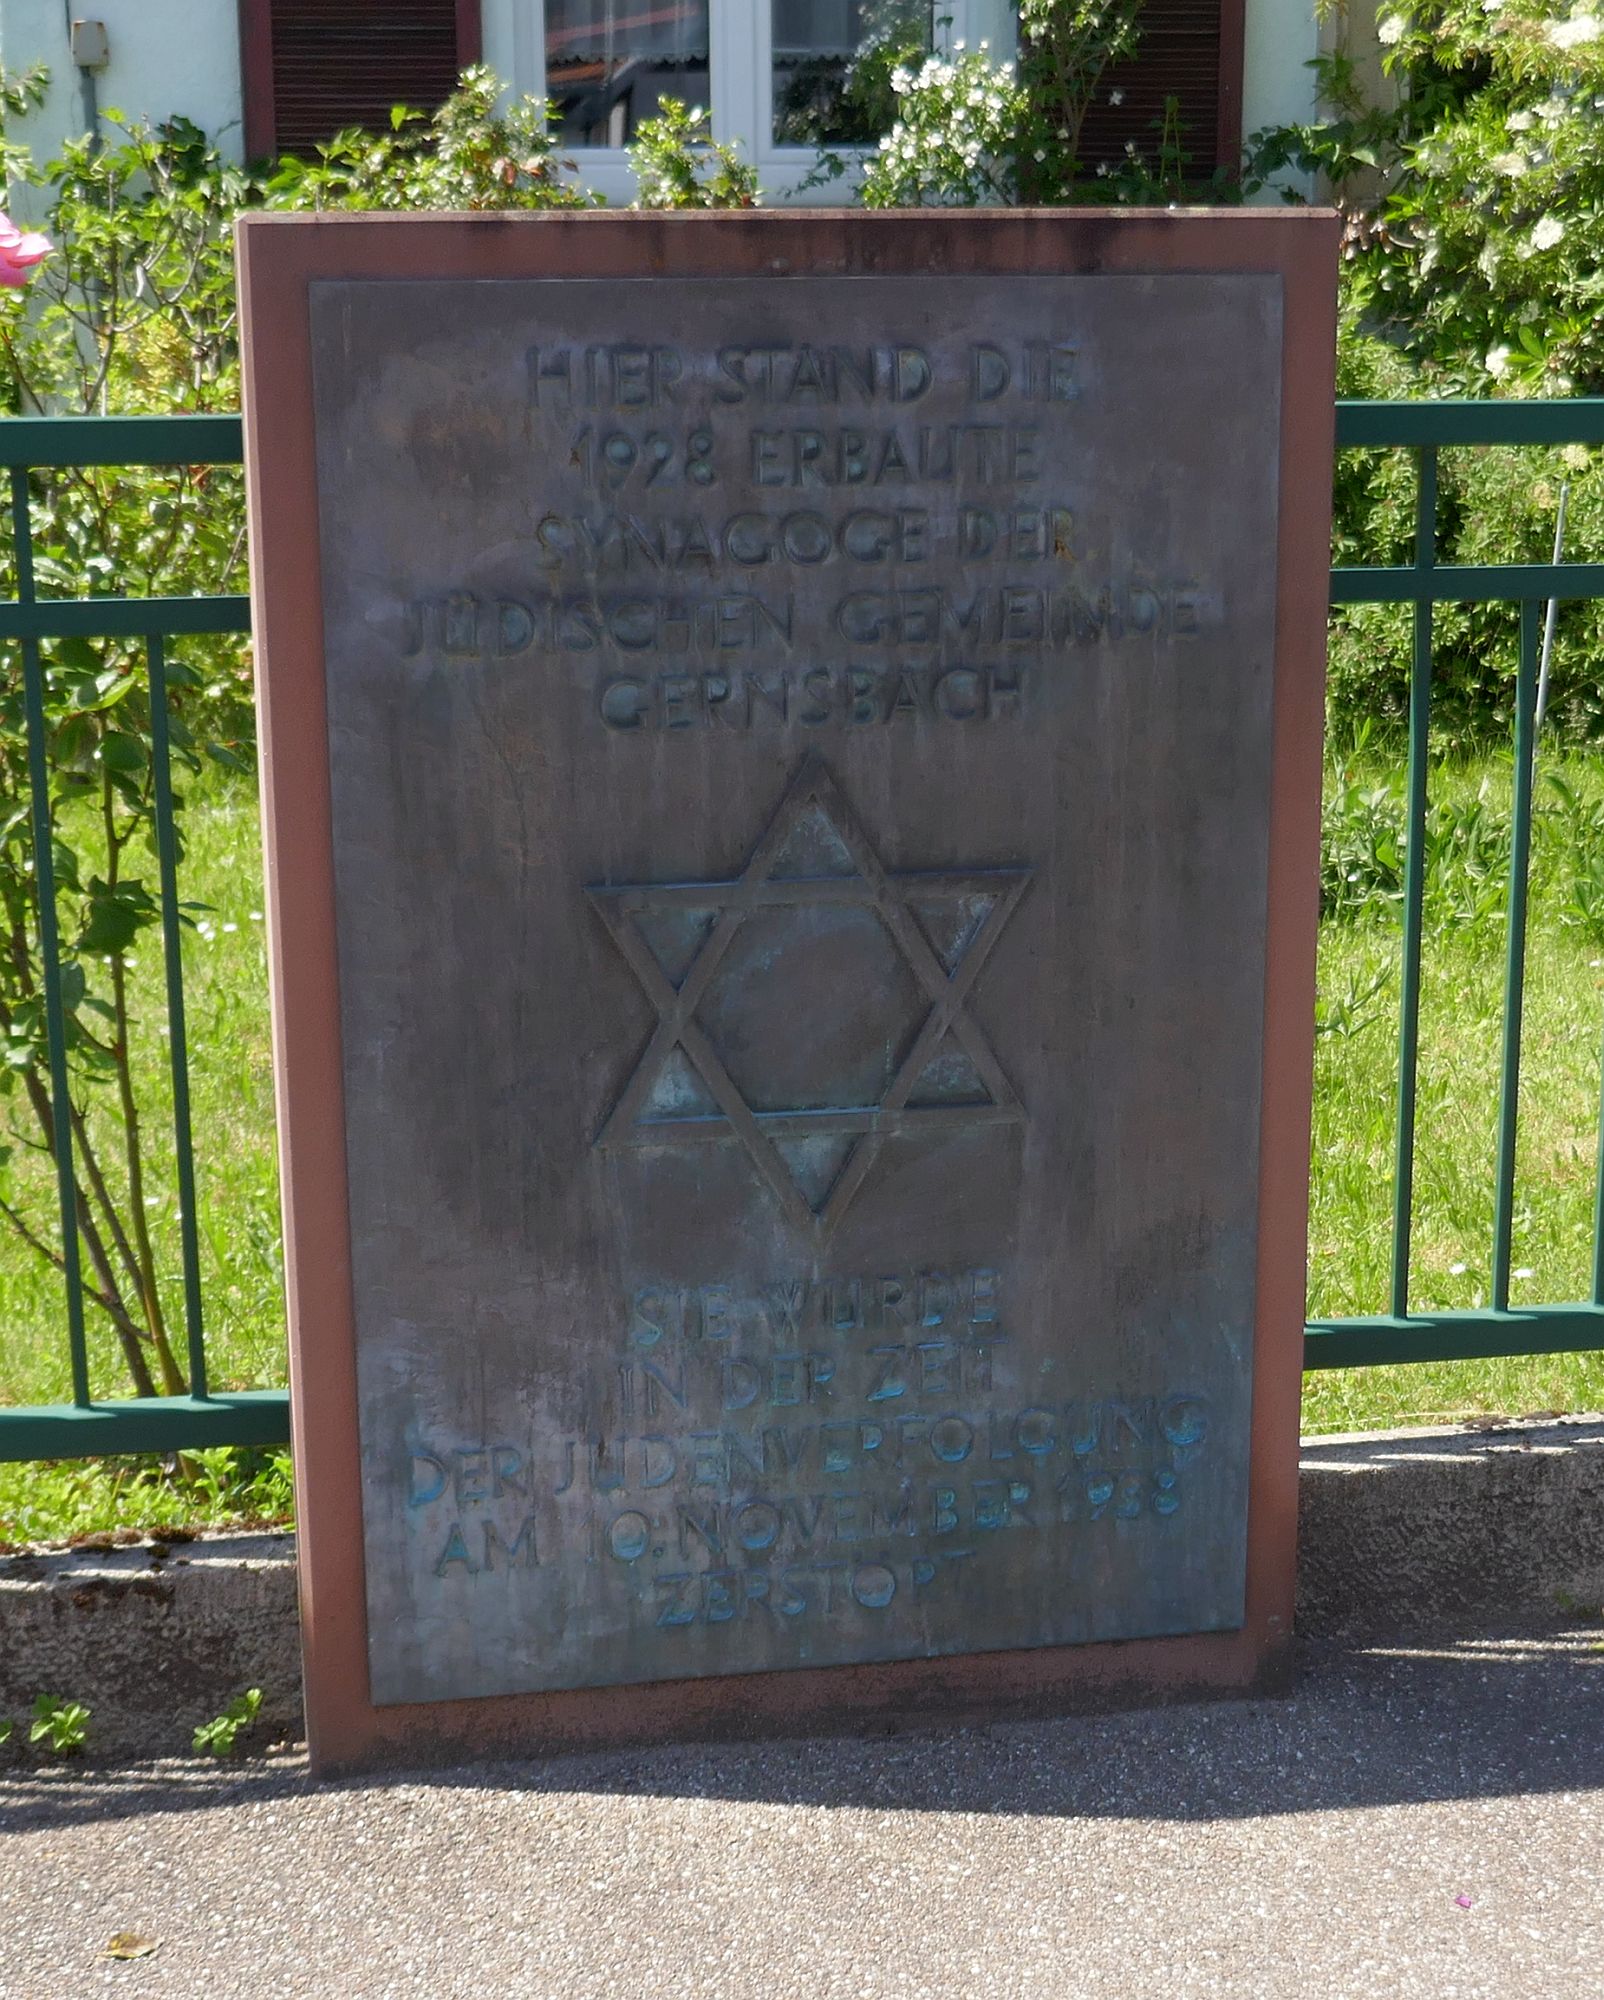 HIER STAND DIE
1928 ERBAUTE
SYNAGOGE DER
JÜDISCHEN GEMEINDE
GERNSBACH
SIE WURDE
IN DER ZEIT
DER JUDENVERFOLGUNG
AM 10. NOVEMBER 1938
ZERSTÖRT